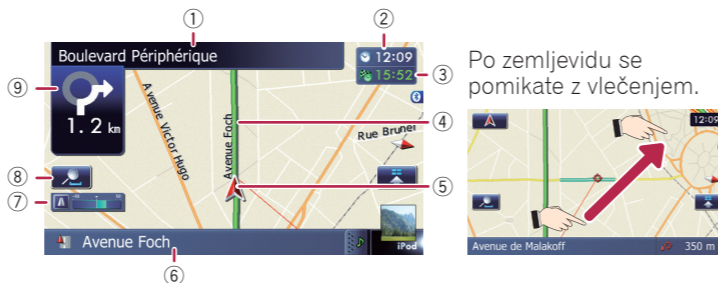 ①
②
Boulevard Périphérique
12:09
15:52
③
⑨
1. 2 km
Avenue Victor Hugo
Avenue Foch
④
Rue Brunel
⑧
⑤
⑦
Avenue Foch
iPod
⑥
Po zemljevidu se
pomikate z vlečenjem.
12:09
Avenue de Malakoff
350 m